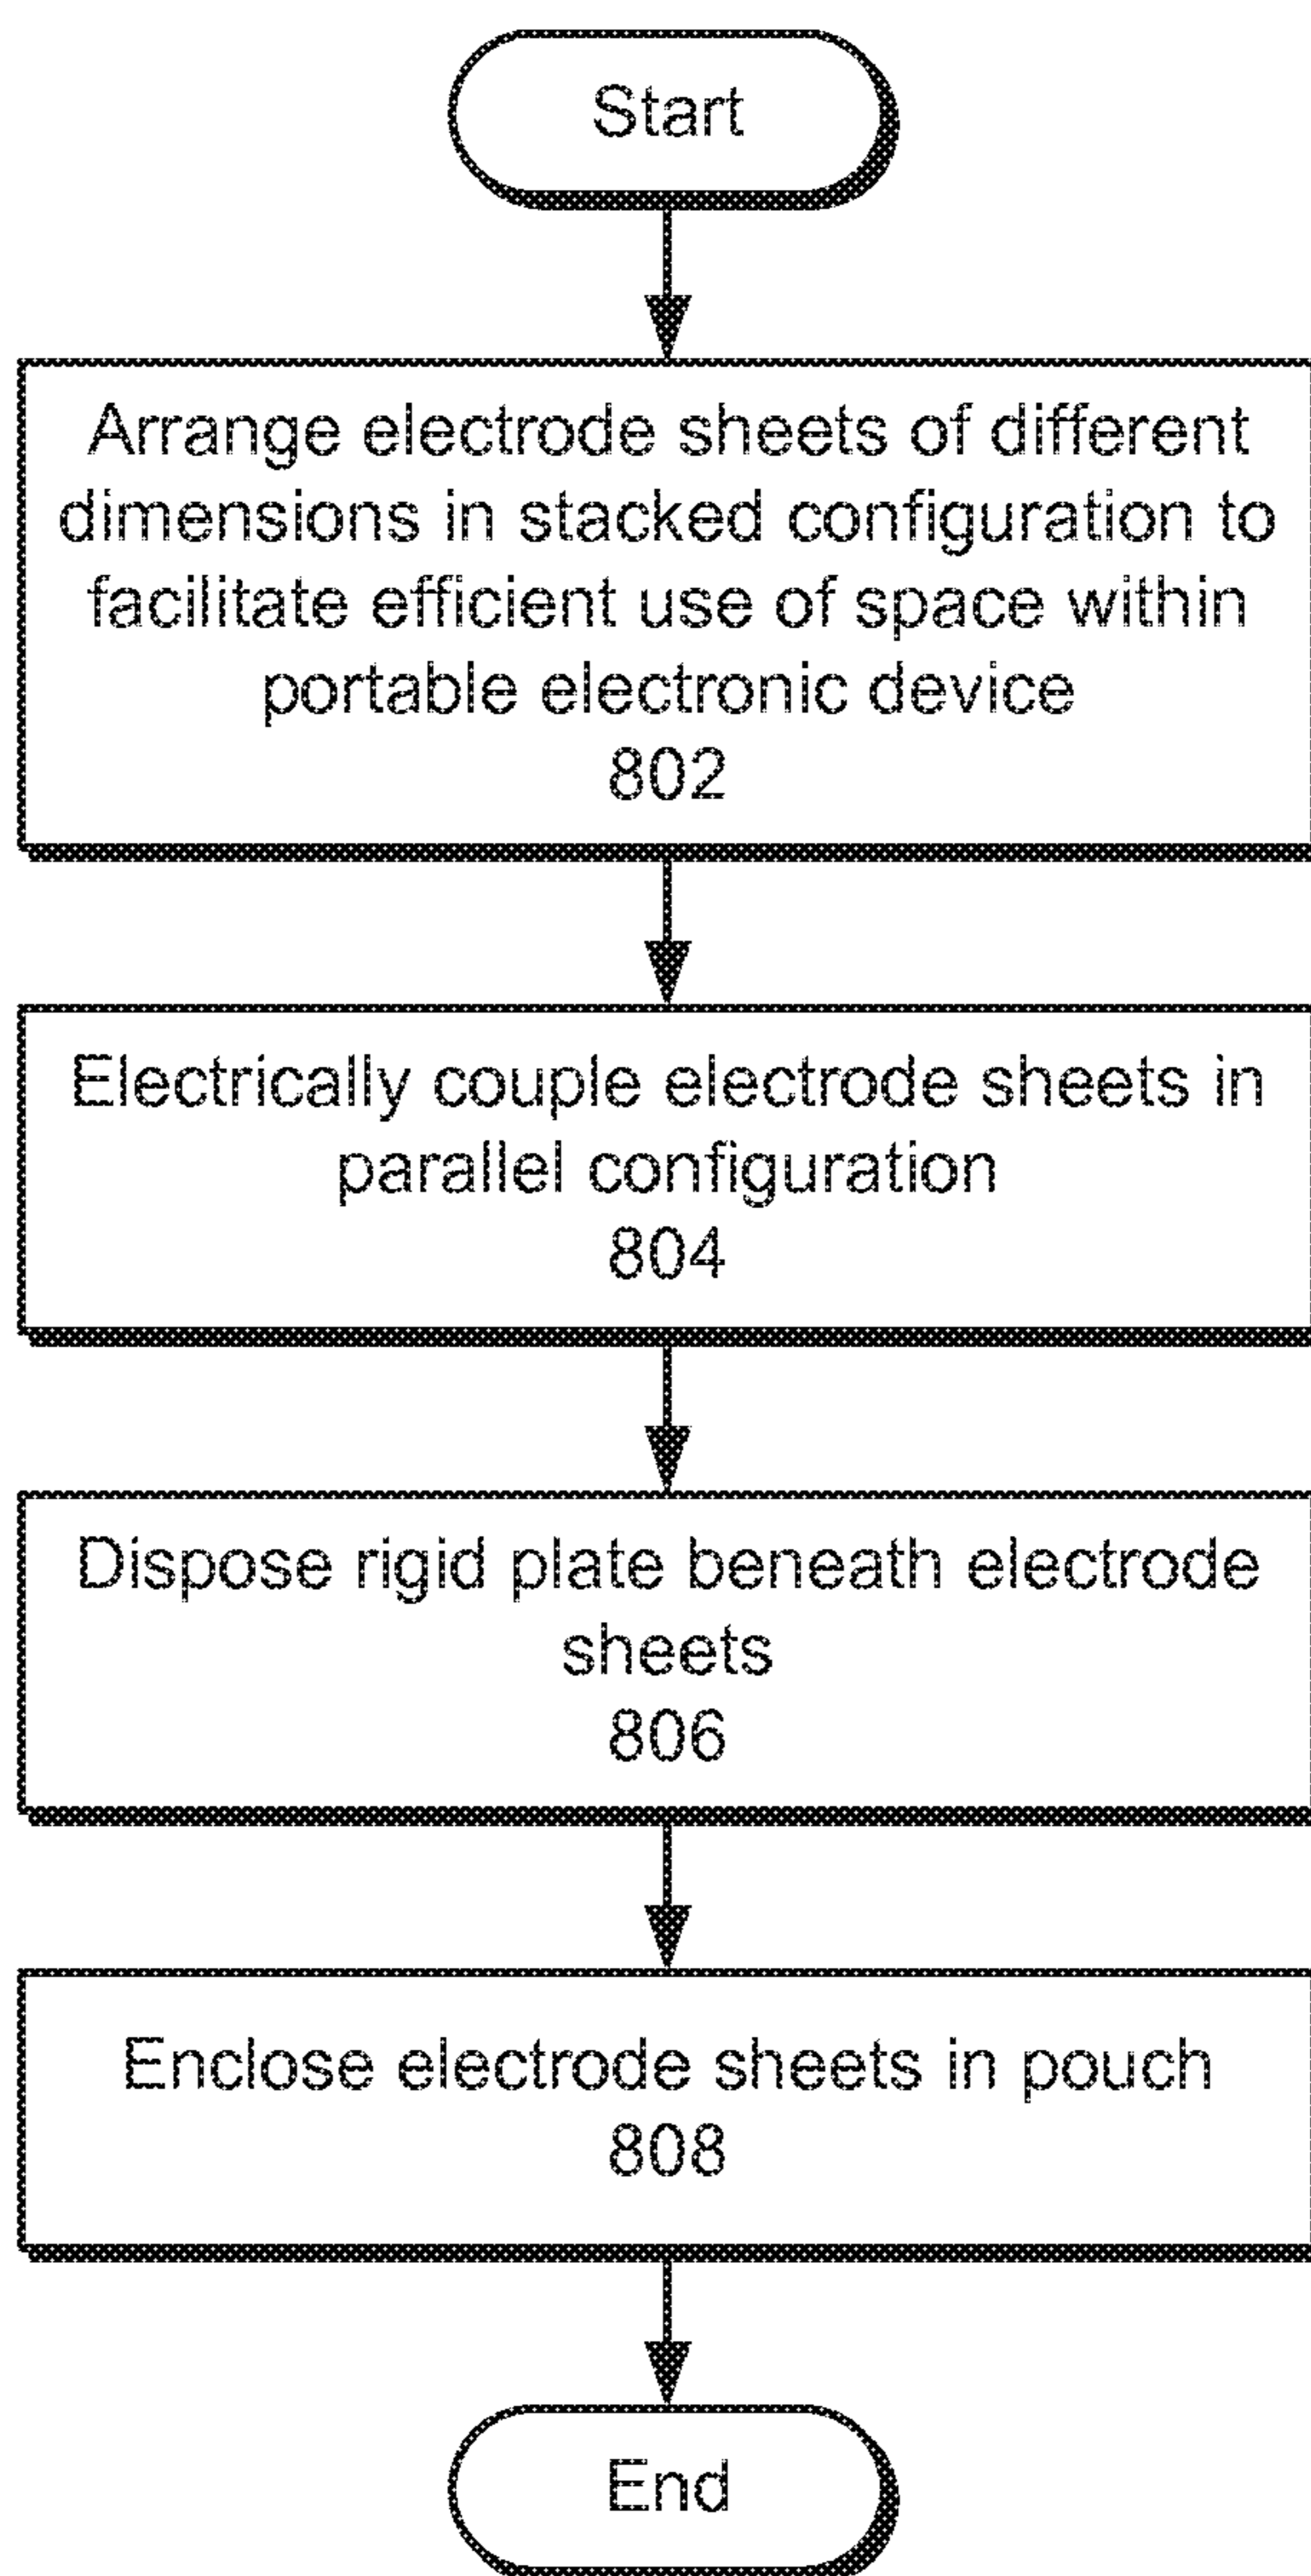 Start
Arrange electrode sheets of different
dimensions in stacked configuration to
facilitate efficient use of space within
portable electronic device
802
Electrically couple electrode sheets in
parallel configuration
804
Dispose rigid plate beneath electrode
sheets
806
Enclose electrode sheets in pouch
808
End